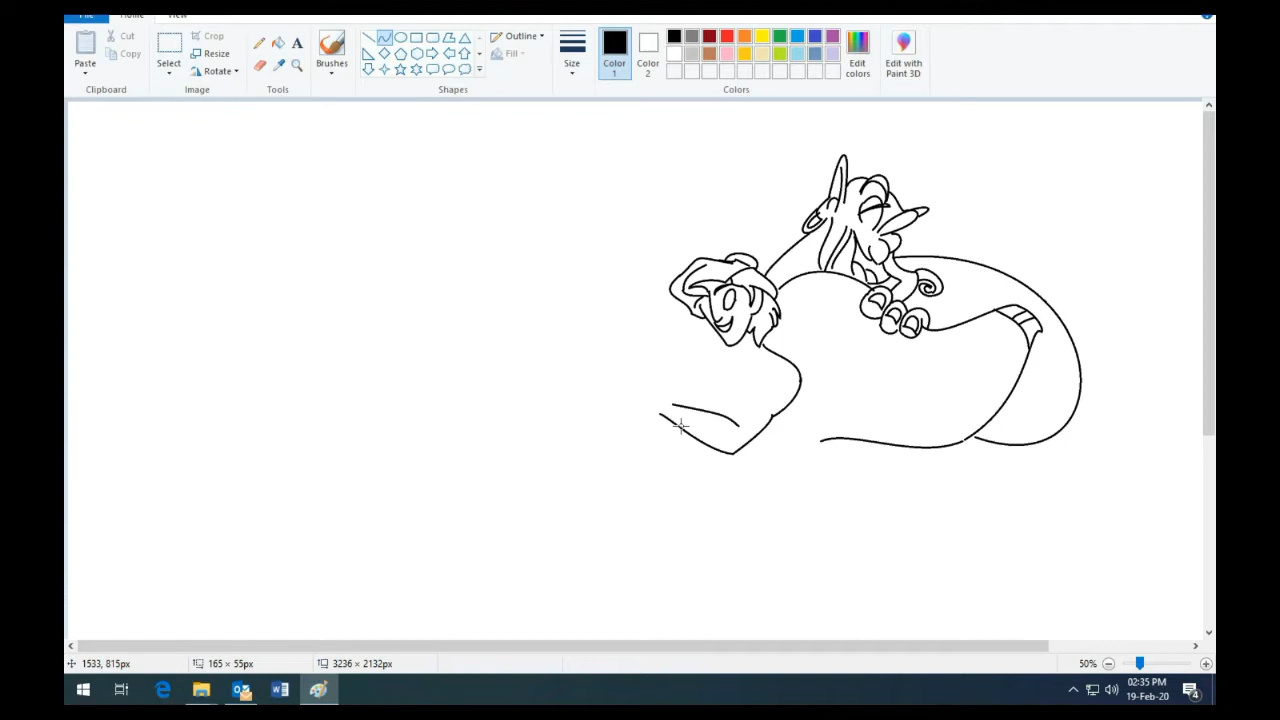 File Home View
Paste
Cut
Copy
Clipboard
Select
Crop
Resize
Rotate
Image
A
Tools
Brushes
Shapes
Outline
Fill
Size
Color 1
Color 2
Colors
Edit colors
Edit with Paint 3D
1533, 815px 165 × 55px 3236 × 2132px 50%
02:35 PM
19-Feb-20
4